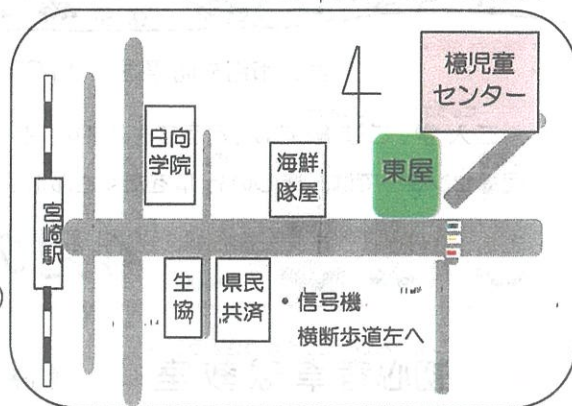 檍児童
センター
日向
学院
海鮮
隊屋
東屋
宮崎駅
生
協
県民
共済
・信号機
横断歩道左へ